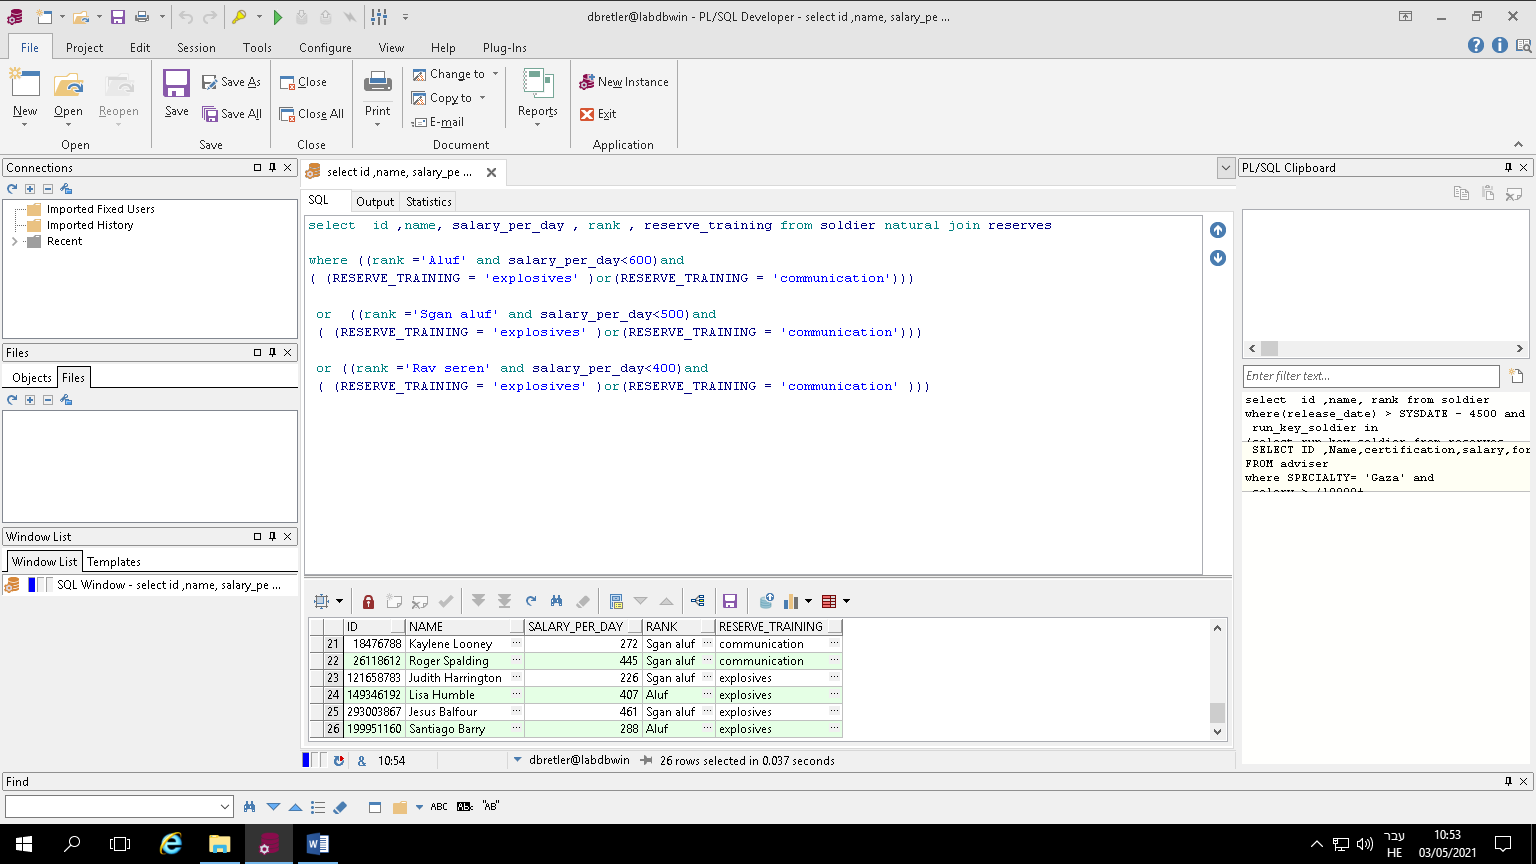 dbretler@labdbwin - PL/SQL Developer - select id ,name, salary_pe ...
File Project Edit Session Tools Configure View Help Plug-Ins
New Open Reopen Save Save As Save All Close Close All Print Change to Copy to E-mail Reports New Instance Exit
Open Save Close Document Application
Connections
Imported Fixed Users
Imported History
Recent
Files
Objects Files
Window List
Window List Templates
SQL Window - select id ,name, salary_pe ...
select id ,name, salary_pe ...
SQL Output Statistics
select  id ,name, salary_per_day , rank , reserve_training from soldier natural join reserves
where ((rank ='Aluf' and salary_per_day<600)and
( (RESERVE_TRAINING = 'explosives' )or(RESERVE_TRAINING = 'communication')))
or  ((rank ='Sgan aluf' and salary_per_day<500)and
( (RESERVE_TRAINING = 'explosives' )or(RESERVE_TRAINING = 'communication')))
or ((rank ='Rav seren' and salary_per_day<400)and
( (RESERVE_TRAINING = 'explosives' )or(RESERVE_TRAINING = 'communication' )))
ID NAME SALARY_PER_DAY RANK RESERVE_TRAINING
21 18476788 Kaylene Looney ... 272 Sgan aluf ... communication ...
22 26118612 Roger Spalding ... 445 Sgan aluf ... communication ...
23 121658783 Judith Harrington ... 226 Sgan aluf ... explosives ...
24 149346192 Lisa Humble ... 407 Aluf ... explosives ...
25 293003867 Jesus Balfour ... 461 Sgan aluf ... explosives ...
26 199951160 Santiago Barry ... 288 Aluf ... explosives ...
& 10:54 dbretler@labdbwin 26 rows selected in 0.037 seconds
PL/SQL Clipboard
Enter filter text...
select  id ,name, rank from soldier
where(release_date) > SYSDATE - 4500 and
run_key_soldier in
(select run_key_soldier from reserves
SELECT ID ,Name,certification,salary,for
FROM adviser
where SPECIALTY= 'Gaza' and
salary > (10000+
Find
ABC AB "AB"
עבר
HE
10:53
03/05/2021